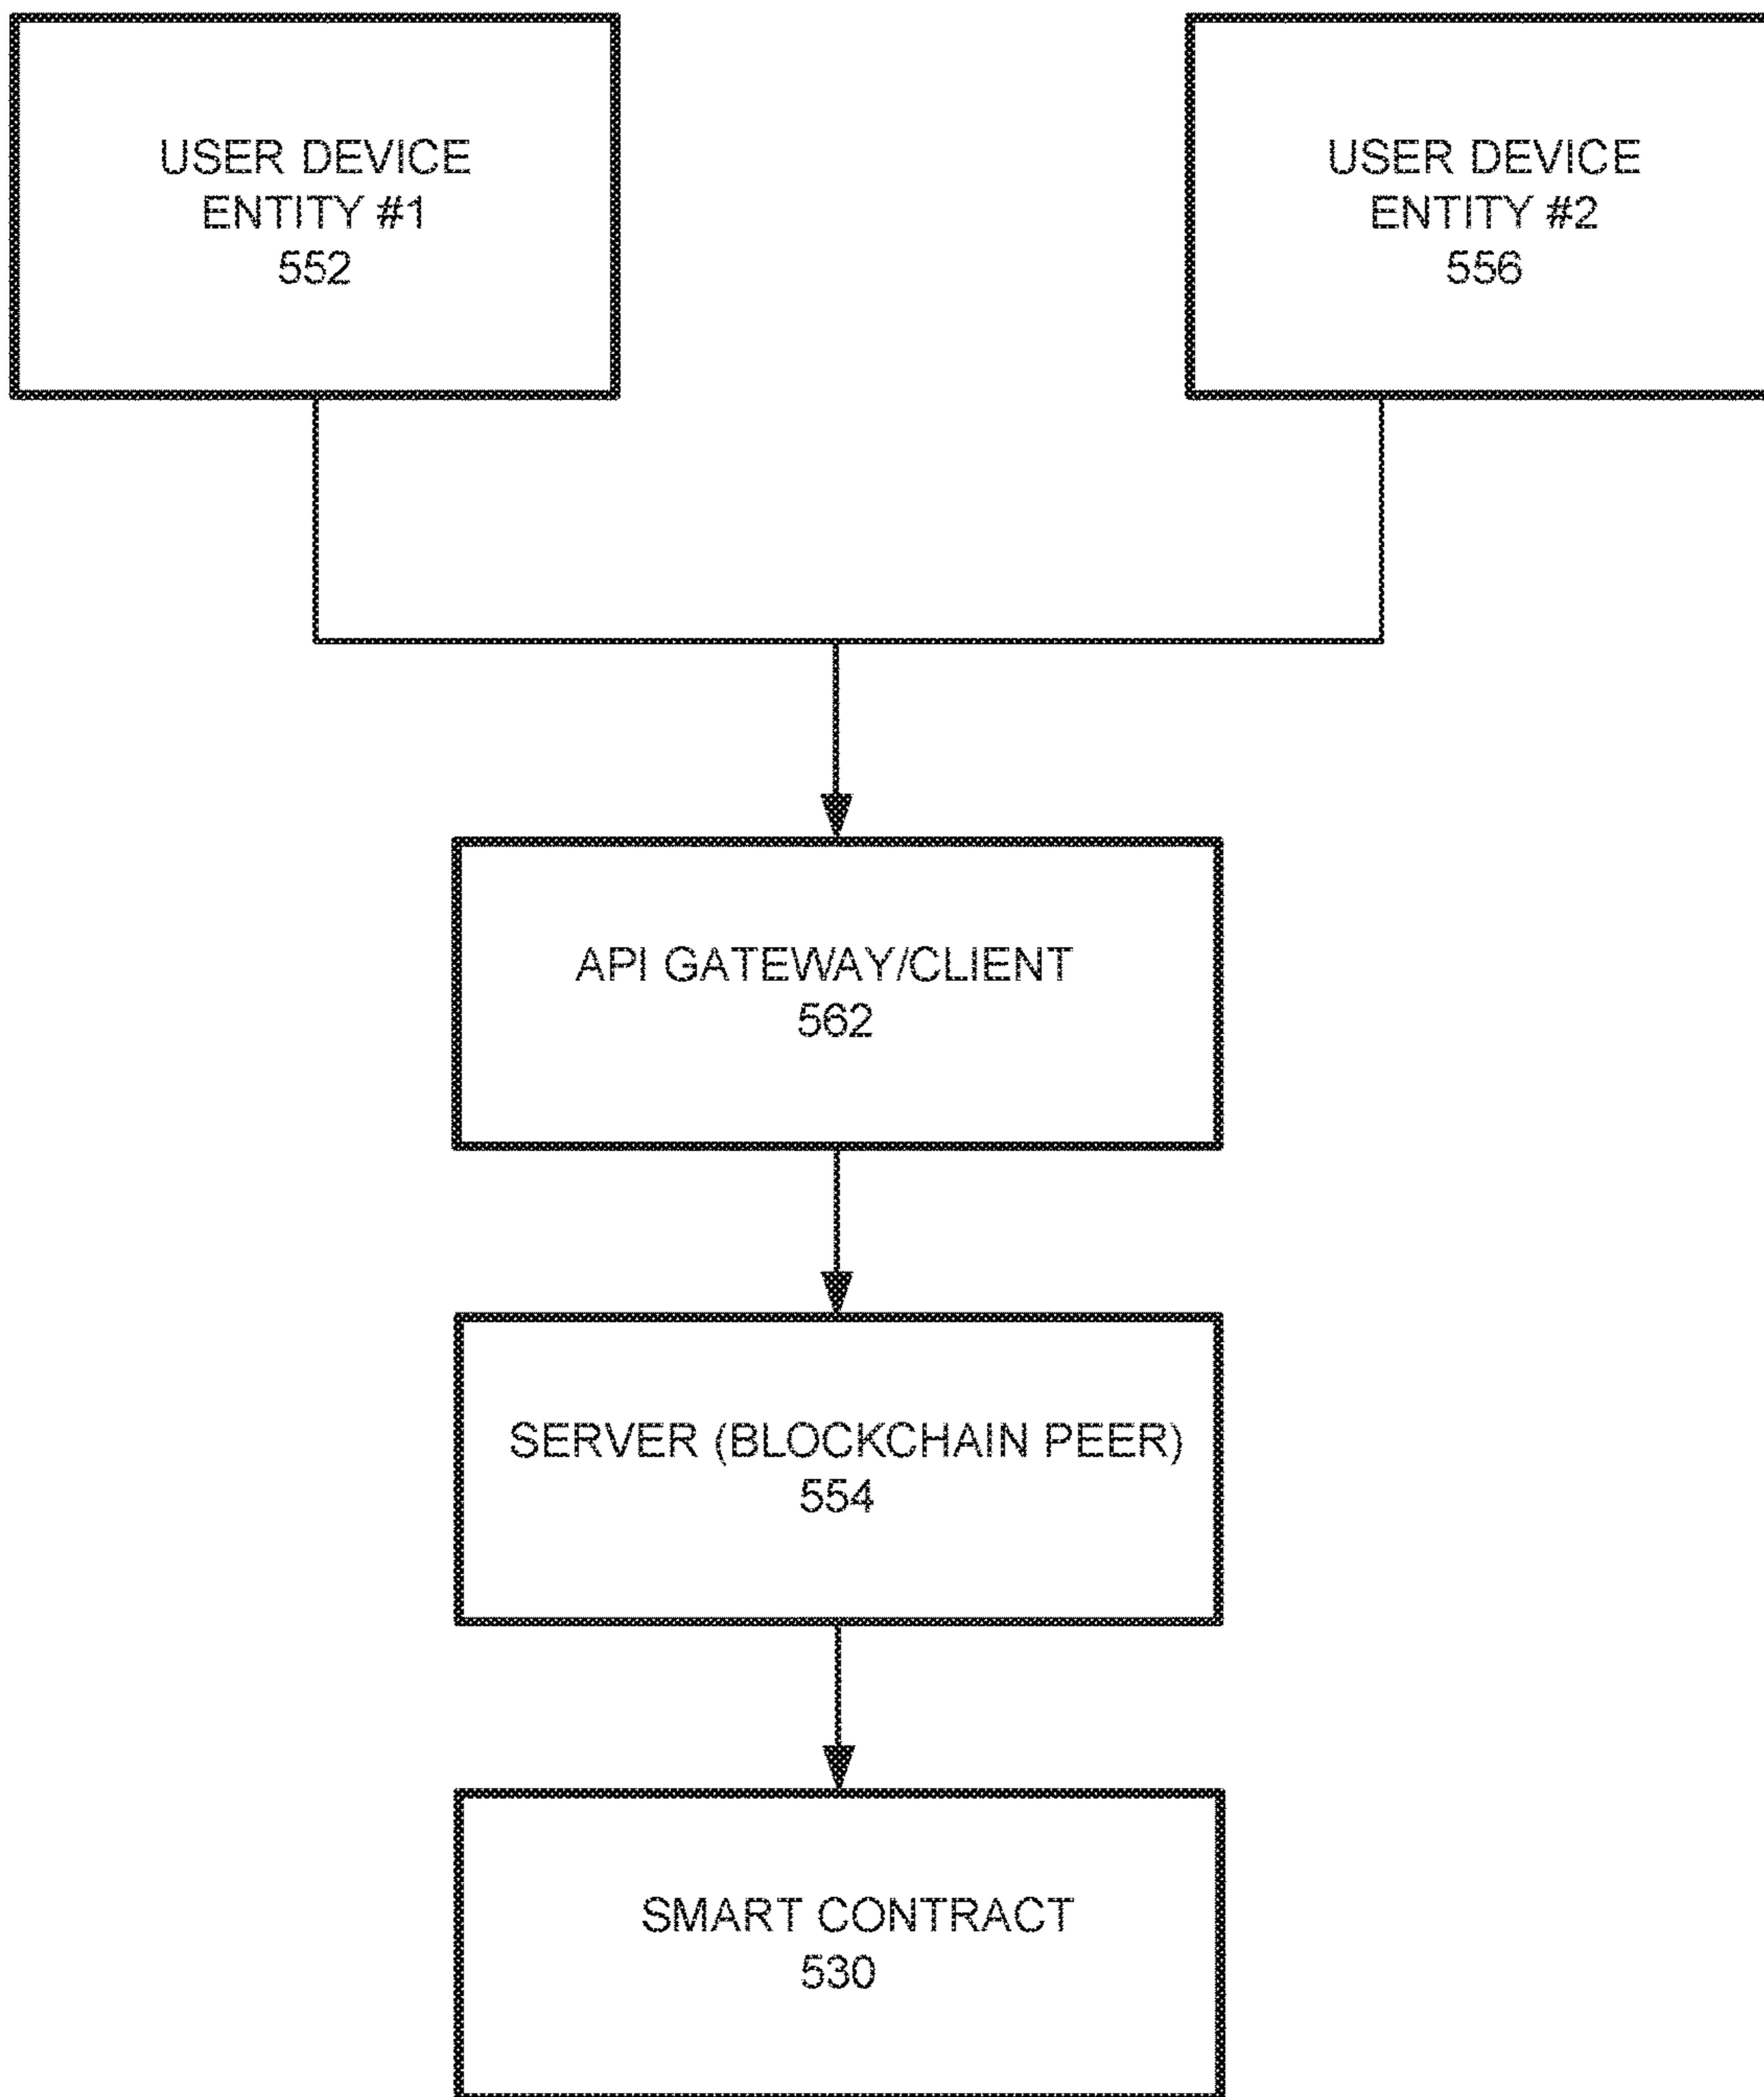 USER DEVICE
ENTITY #1
552
USER DEVICE
ENTITY #2
556
API GATEWAY/CLIENT
562
SERVER (BLOCKCHAIN PEER)
554
SMART CONTRACT
530